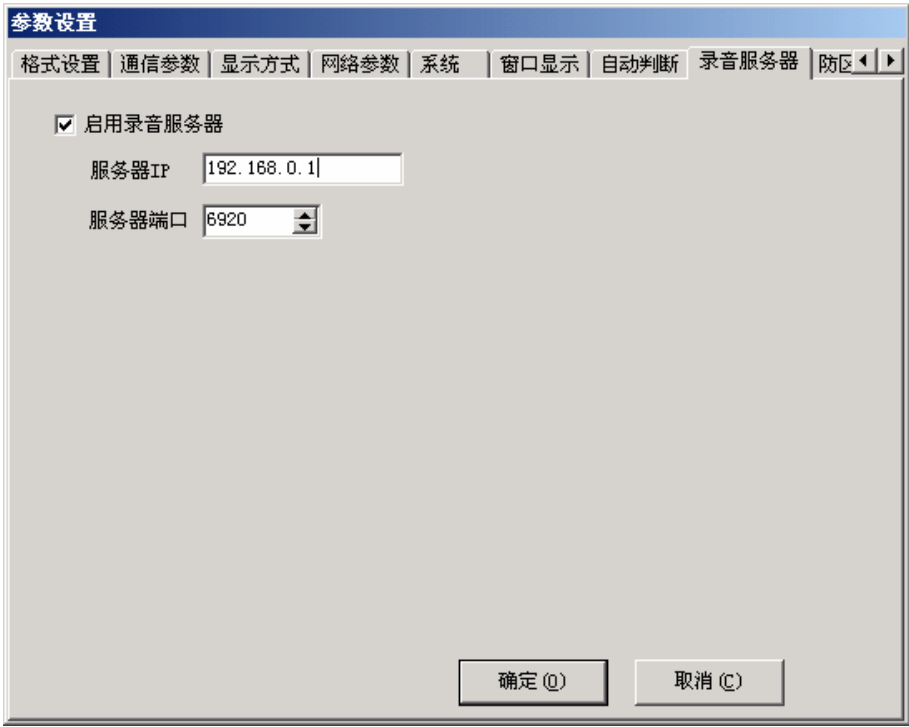 参数设置
格式设置 通信参数 显示方式 网络参数 系统 窗口显示 自动判断 录音服务器 防区
启用录音服务器
服务器IP 192.168.0.1
服务器端口 6920
确定(O) 取消(C)